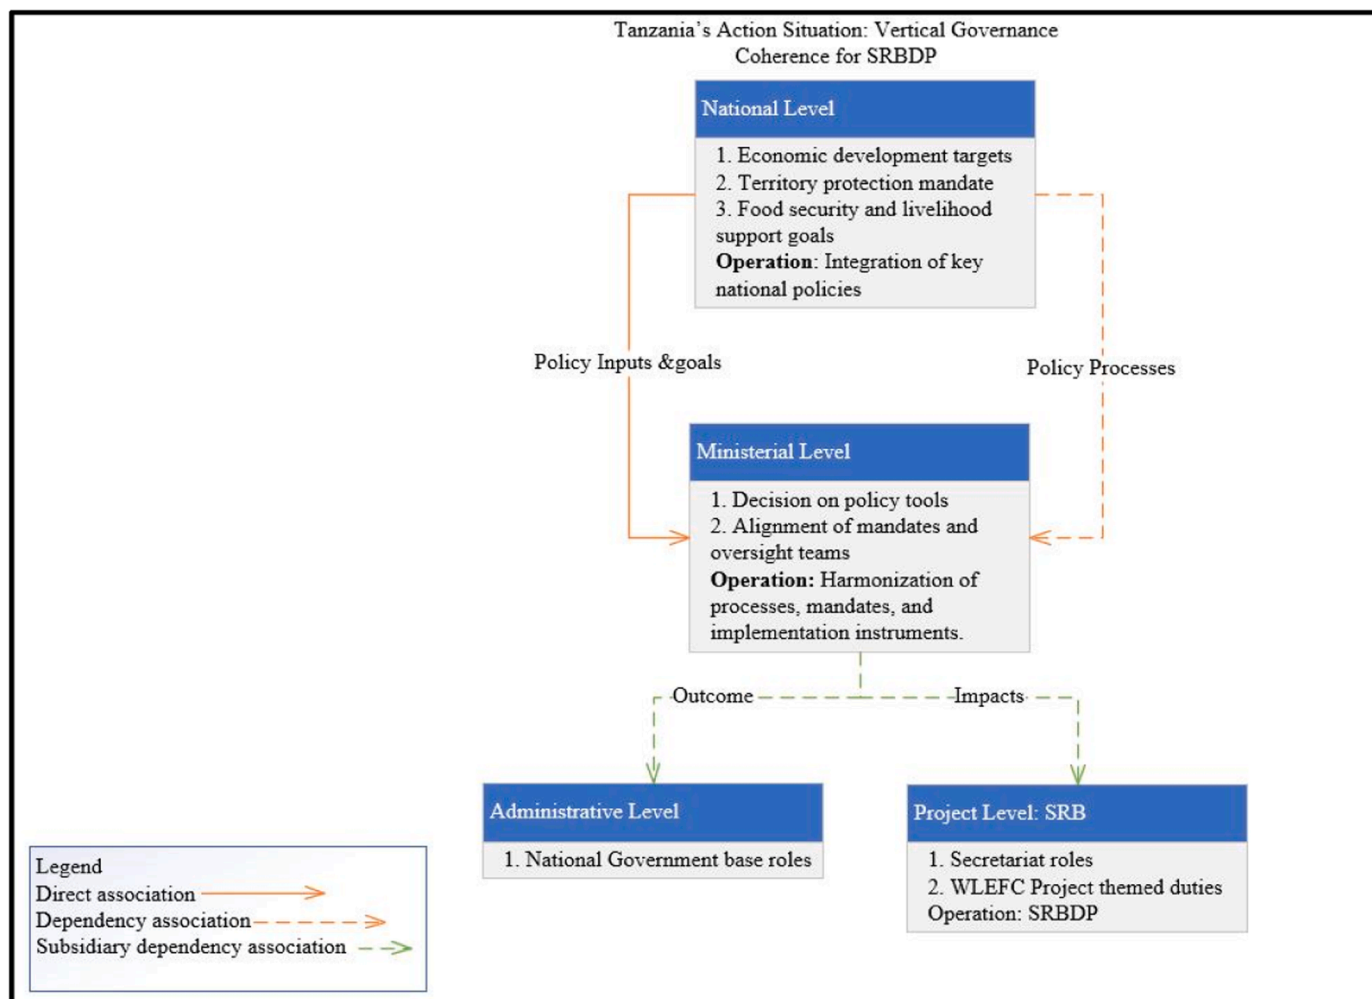 Tanzania’s Action Situation: Vertical Governance
Coherence for SRBDP
National Level
1. Economic development targets
2. Territory protection mandate
3. Food security and livelihood
support goals
Operation: Integration of key
national policies
Policy Inputs &goals
Policy Processes
Ministerial Level
1. Decision on policy tools
2. Alignment of mandates and
oversight teams
Operation: Harmonization of
processes, mandates, and
implementation instruments.
Outcome
Impacts
Administrative Level
1. National Government base roles
Project Level: SRB
1. Secretariat roles
2. WLEFC Project themed duties
Operation: SRBDP
Legend
Direct association
Dependency association
Subsidiary dependency association